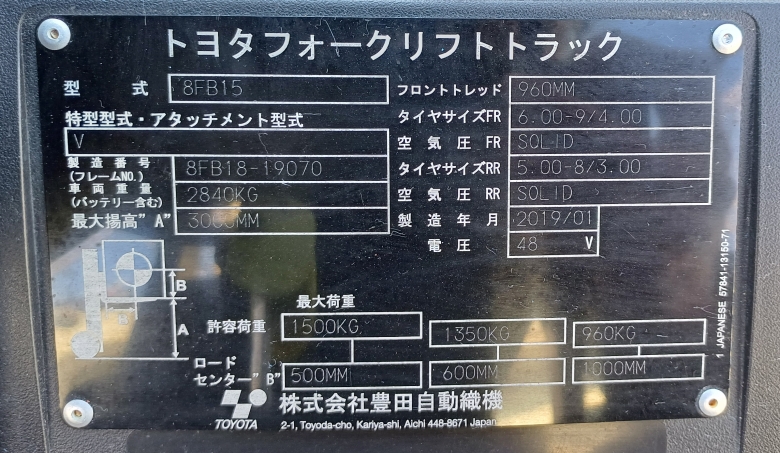 トヨタフォークリフトトラック
型式 8FB15
特型型式・アタッチメント型式
V
製造番号 (フレームNO.) 8FB18-19070
車両重量 (バッテリー含む) 2840KG
最大揚高"A" 3000MM
フロントトレッド 960MM
タイヤサイズFR 6.00-9/4.00
空気圧 FR SOLID
タイヤサイズRR 5.00-8/3.00
空気圧 RR SOLID
製造年月 2019/01
電圧 48 V
B
B
A
最大荷重
許容荷重 1500KG 1350KG 960KG
ロードセンター"B" 500MM 600MM 1000MM
TOYOTA
株式会社豊田自動織機
2-1, Toyoda-cho, Kariya-shi, Aichi 448-8671 Japan
1 JAPANESE 57841-13150-71